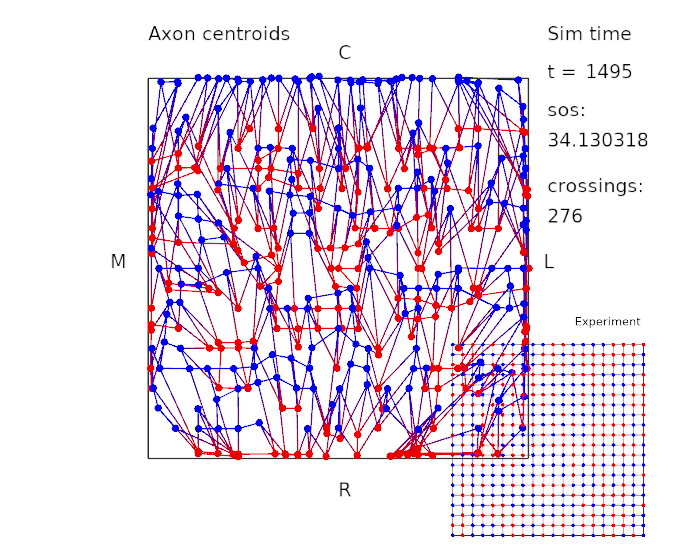 Axon centroids
C
Sim time
t = 1495
sos:
34.130318
crossings:
276
M
L
Experiment
R